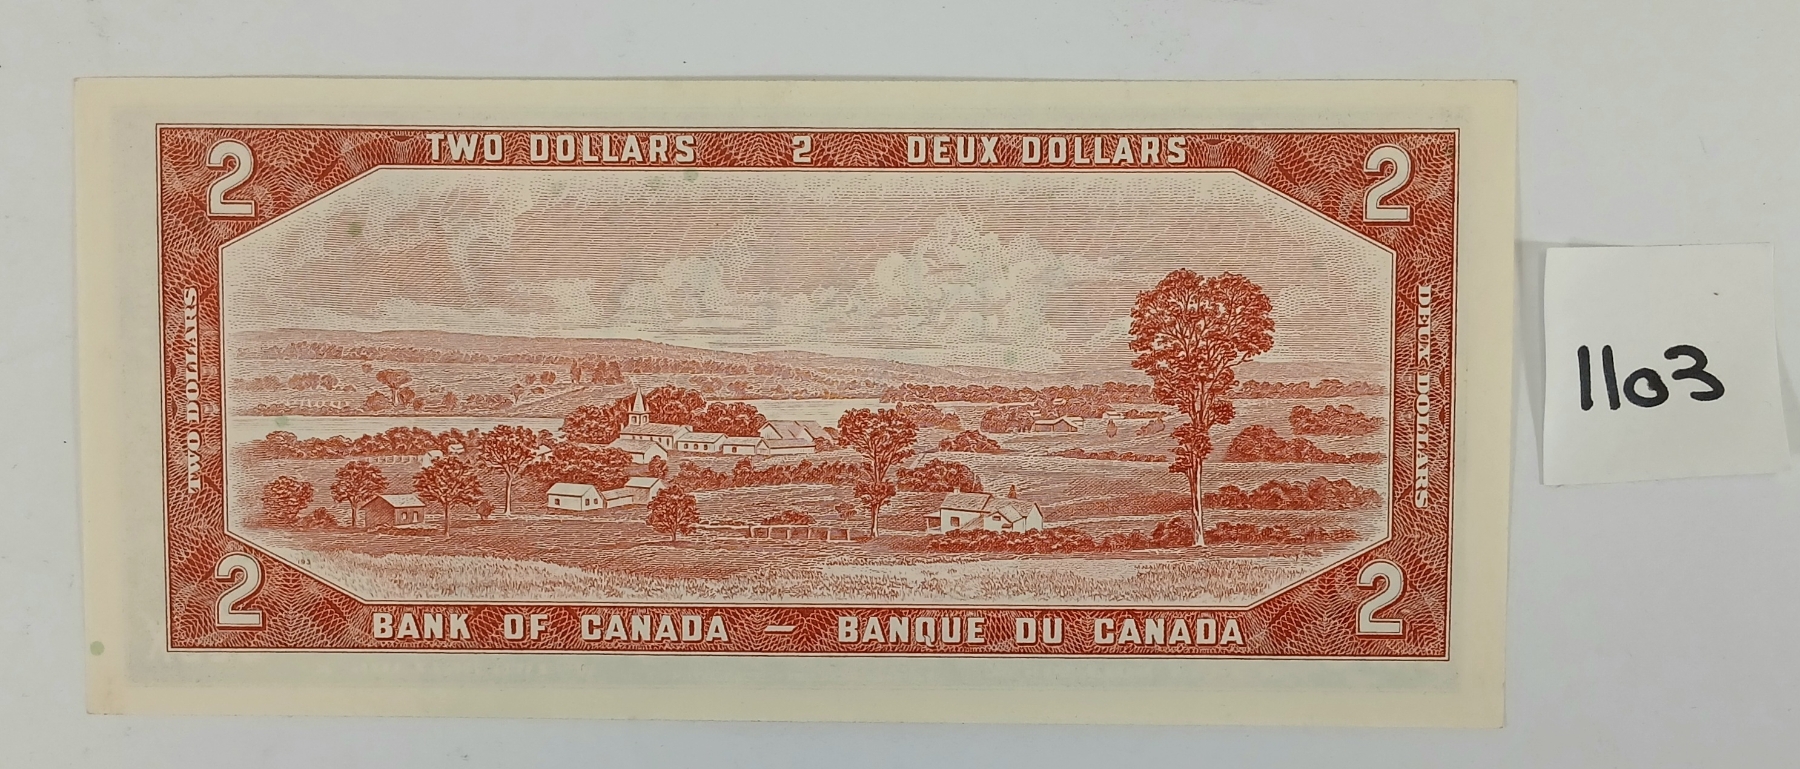 TWO DOLLARS 2 DEUX DOLLARS
2
2
TWO DOLLARS
DEUX DOLLARS
1103
193
2
2
BANK OF CANADA — BANQUE DU CANADA